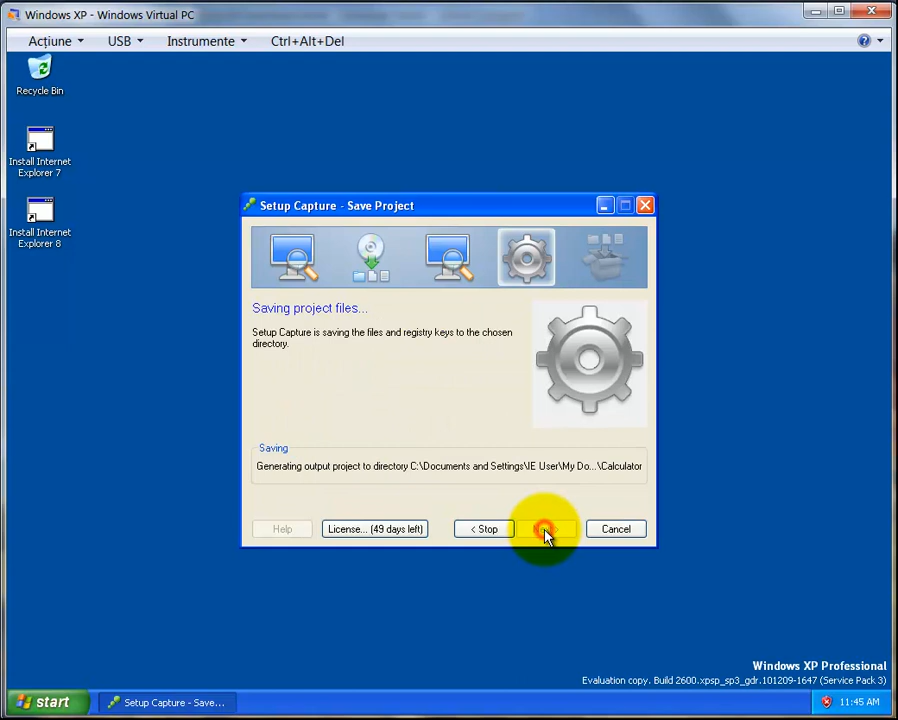 Windows XP - Windows Virtual PC
Acțiune USB Instrumente Ctrl+Alt+Del
Recycle Bin
Install Internet
Explorer 7
Install Internet
Explorer 8
Setup Capture - Save Project
Saving project files...
Setup Capture is saving the files and registry keys to the chosen
directory.
Saving
Generating output project to directory C:\Documents and Settings\IE User\My Do...\Calculator
Help License... (49 days left) < Stop Cancel
Windows XP Professional
Evaluation copy. Build 2600.xpsp_sp3_gdr.101209-1647 (Service Pack 3)
start Setup Capture - Save... 11:45 AM